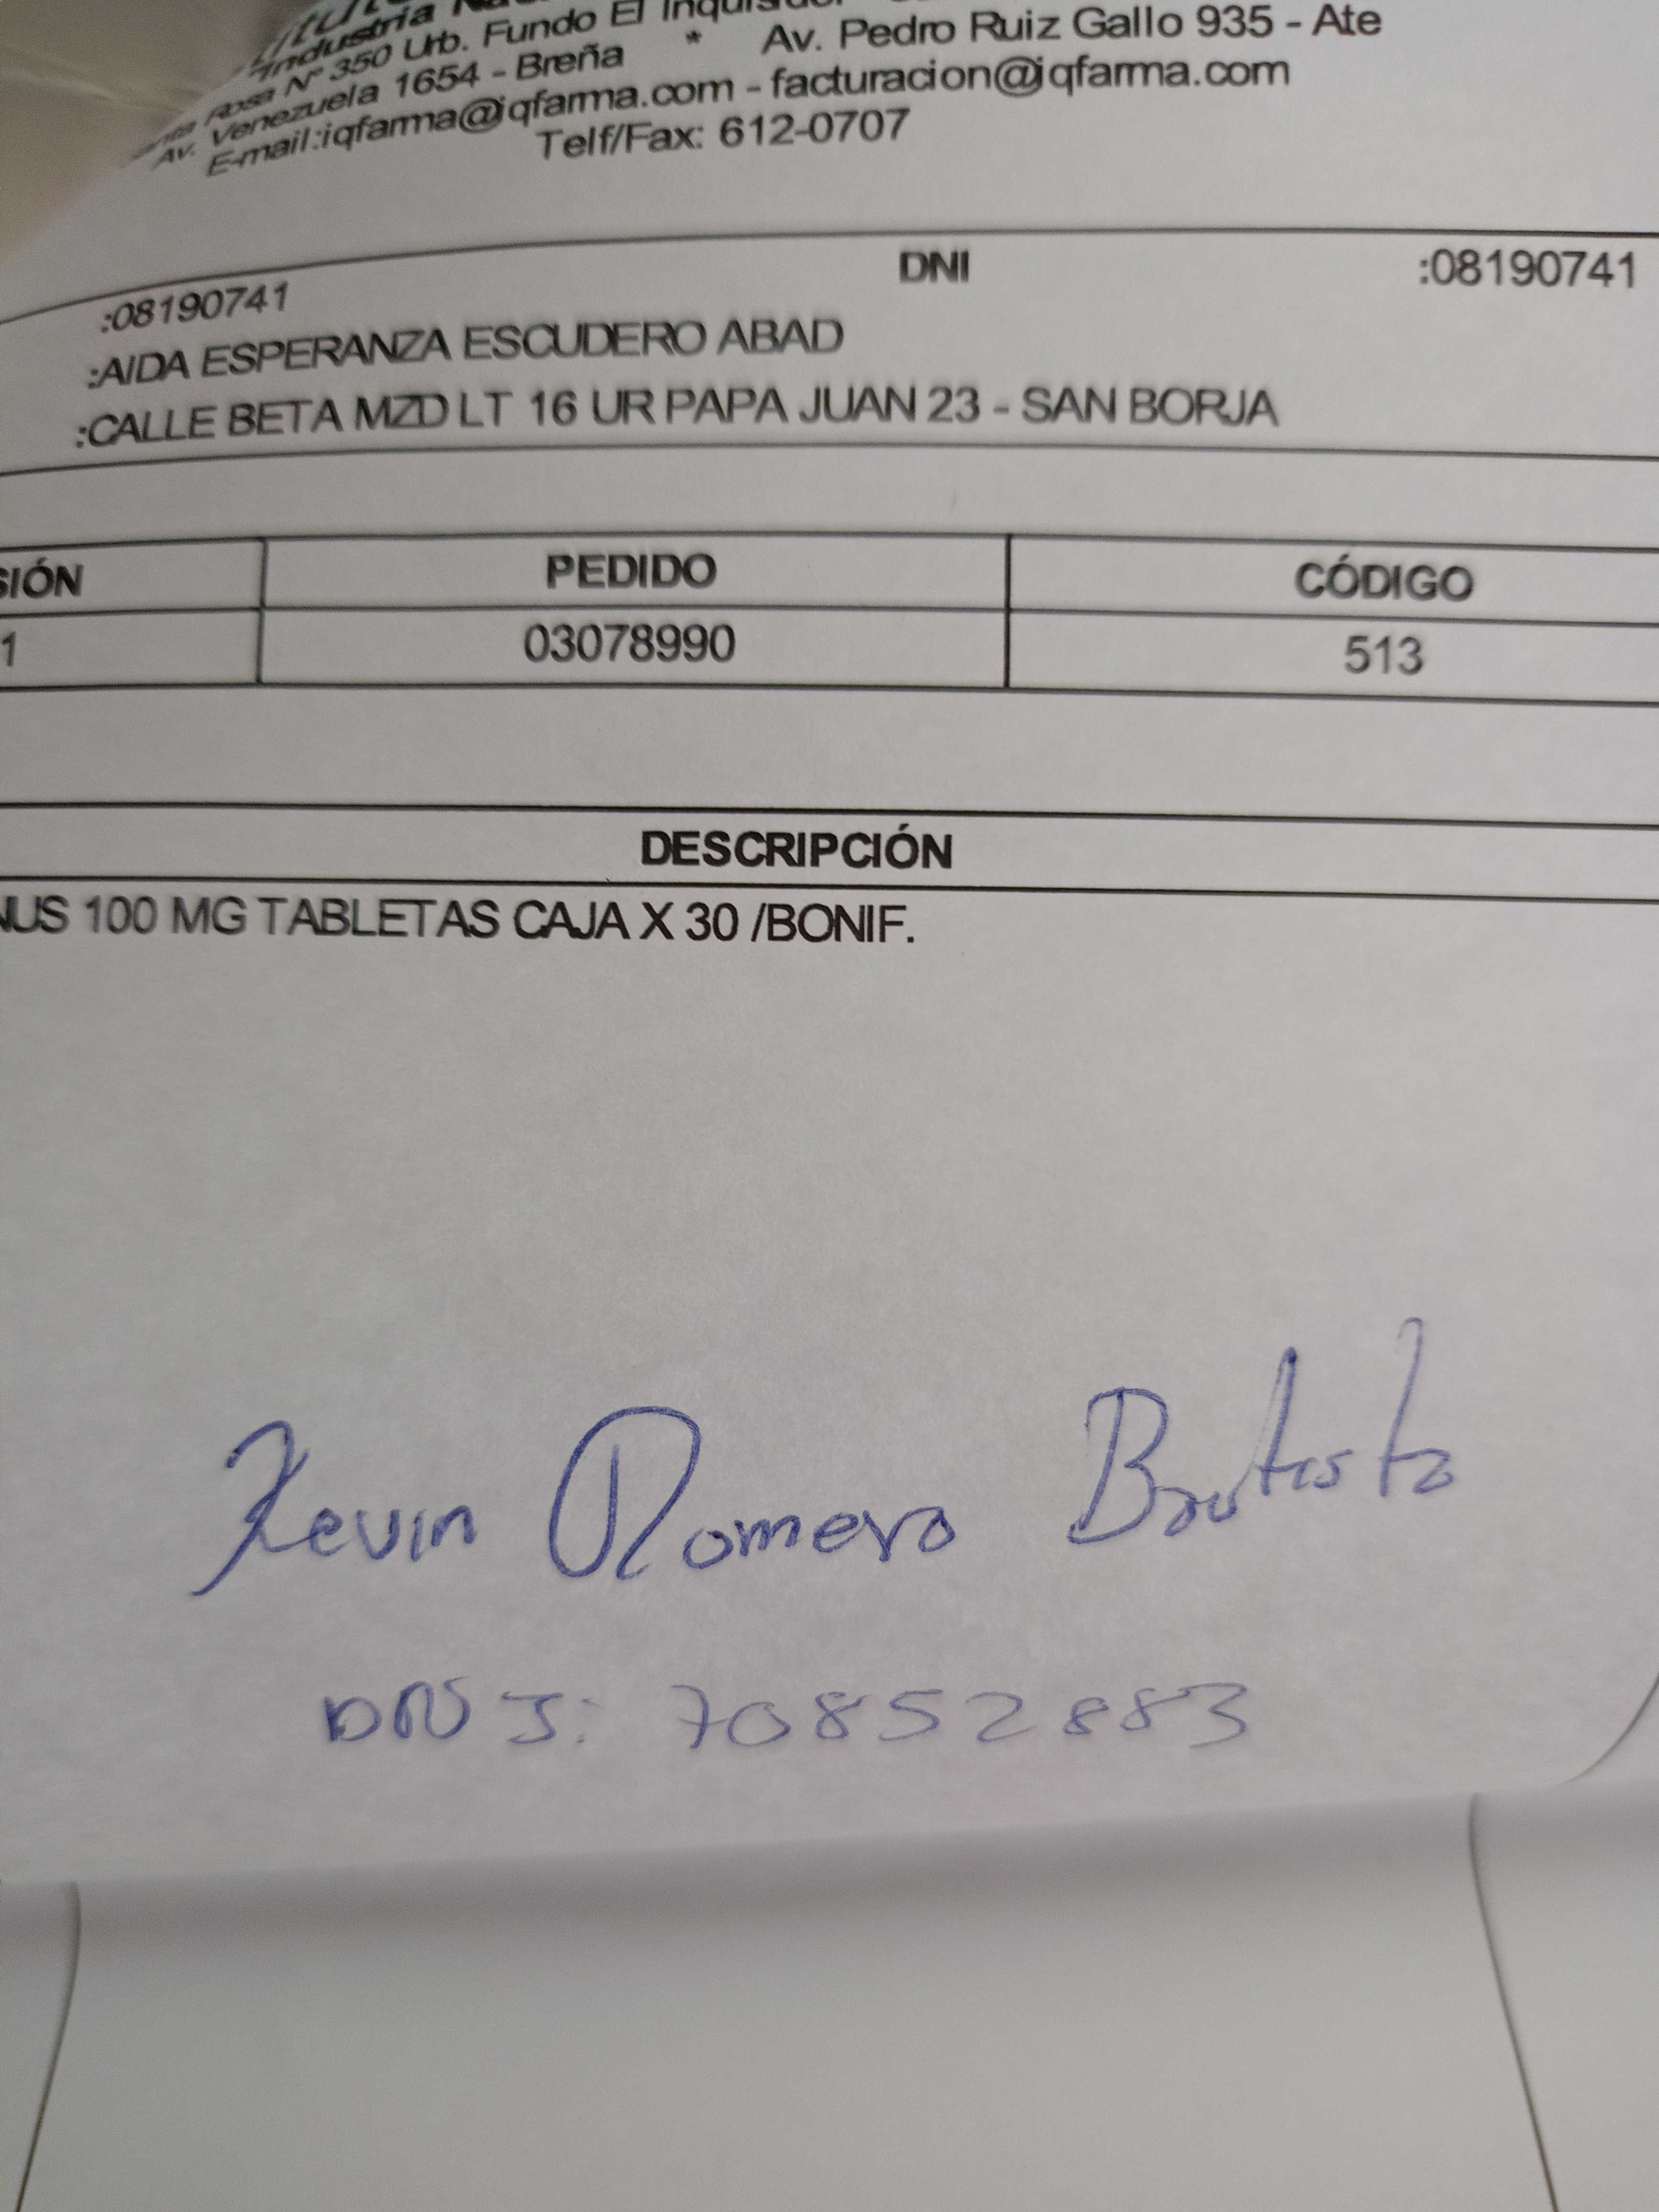 Industria
Rosa N° 350 Urb. Fundo El
Av. Venezuela 1654 - Breña * Av. Pedro Ruiz Gallo 935 - Ate
E-mail:iqfarma@iqfarma.com - facturacion@iqfarma.com
Telf/Fax: 612-0707
:08190741 DNI :08190741
:AIDA ESPERANZA ESCUDERO ABAD
:CALLE BETA MZD LT 16 UR PAPA JUAN 23 - SAN BORJA
SIÓN PEDIDO CÓDIGO
1 03078990 513
DESCRIPCIÓN
NUS 100 MG TABLETAS CAJA X 30 /BONIF.
Kevin Romero Bautista
DNI: 70852883